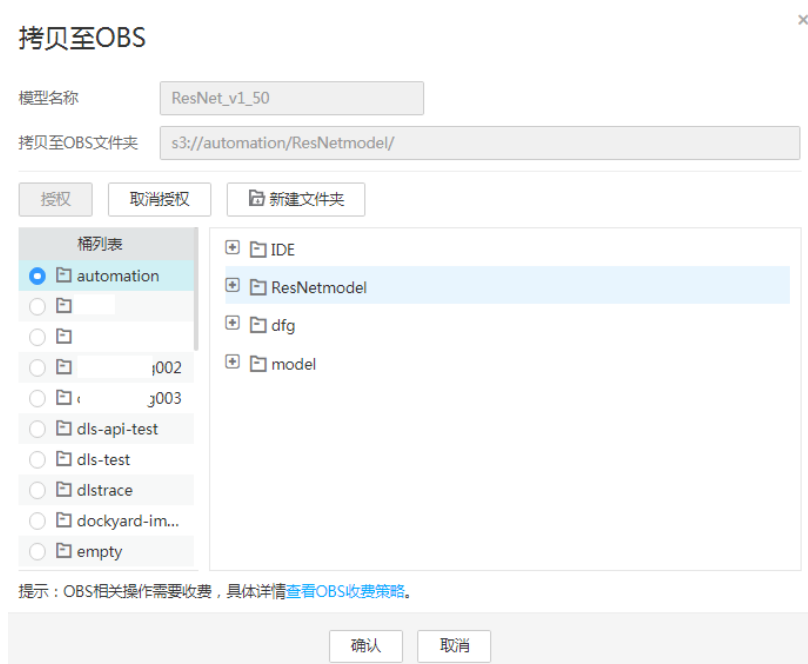 拷贝至OBS
模型名称 ResNet_v1_50
拷贝至OBS文件夹 s3://automation/ResNetmodel/
授权 取消授权 新建文件夹
桶列表
automation
002
003
dls-api-test
dls-test
dlstrace
dockyard-im...
empty
IDE
ResNetmodel
dfg
model
提示：OBS相关操作需要收费，具体详情查看OBS收费策略。
确认 取消